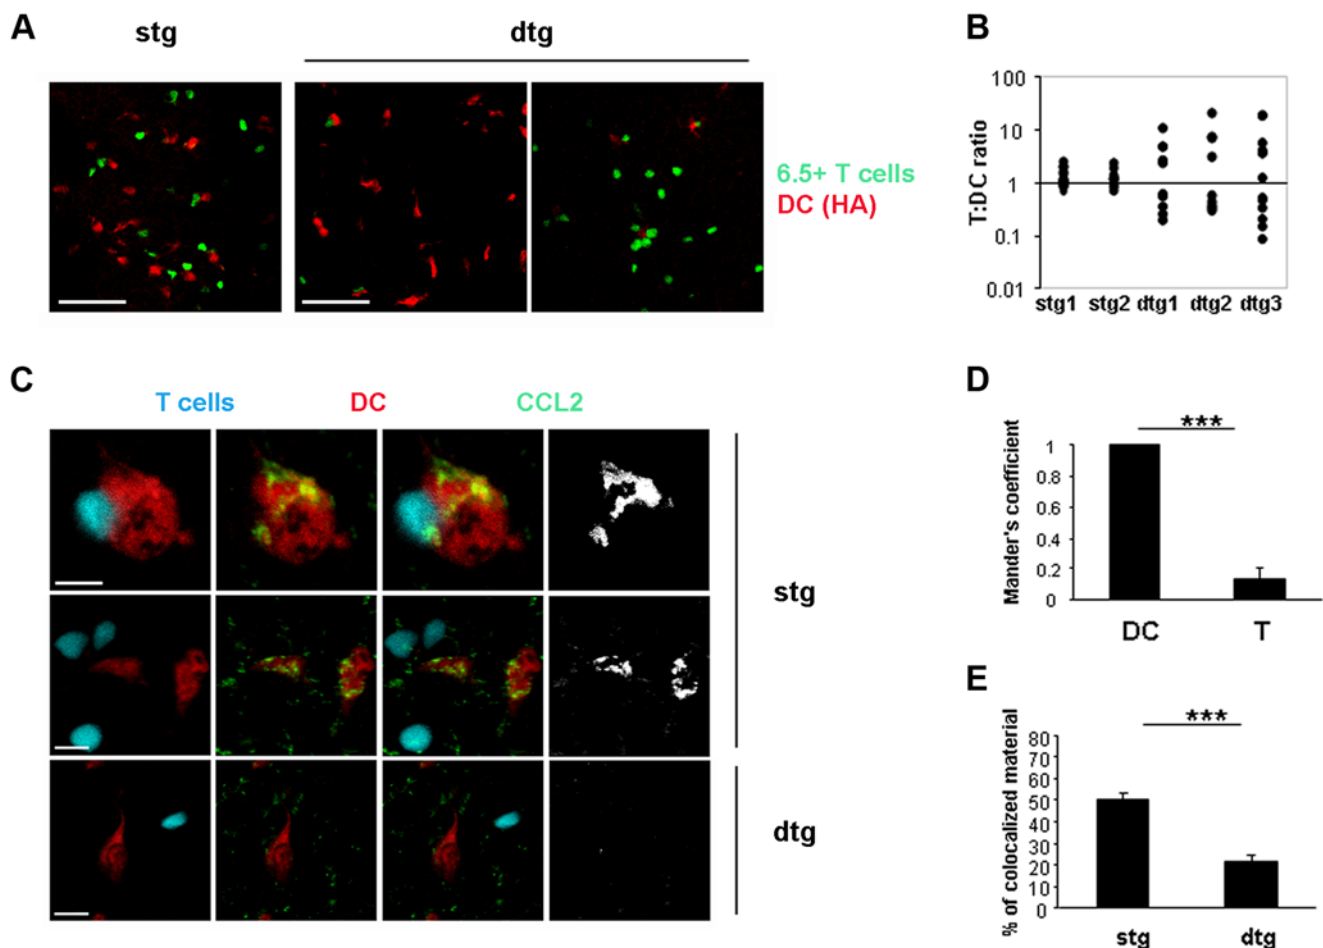 A
stg
dtg
6.5+ T cells
DC (HA)
B
T:DC ratio
100
10
1
0.1
0.01
stg1 stg2 dtg1 dtg2 dtg3
C
T cells DC CCL2
stg
dtg
D
Mander's coefficient
***
1
0.8
0.6
0.4
0.2
0
DC T
E
% of colocalized material
***
80
70
60
50
40
30
20
10
0
stg dtg